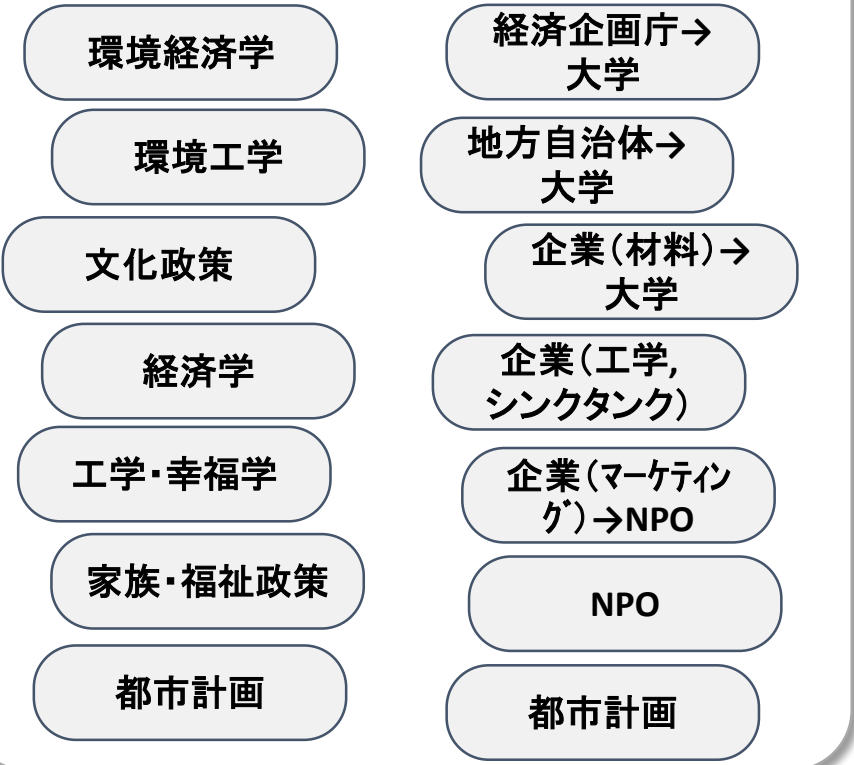 環境経済学
環境工学
文化政策
経済学
工学・幸福学
家族・福祉政策
都市計画
経済企画庁→
大学
地方自治体→
大学
企業（材料）→
大学
企業（工学,
シンクタンク）
企業（ﾏｰｹﾃｨﾝ
ｸﾞ）→NPO
NPO
都市計画